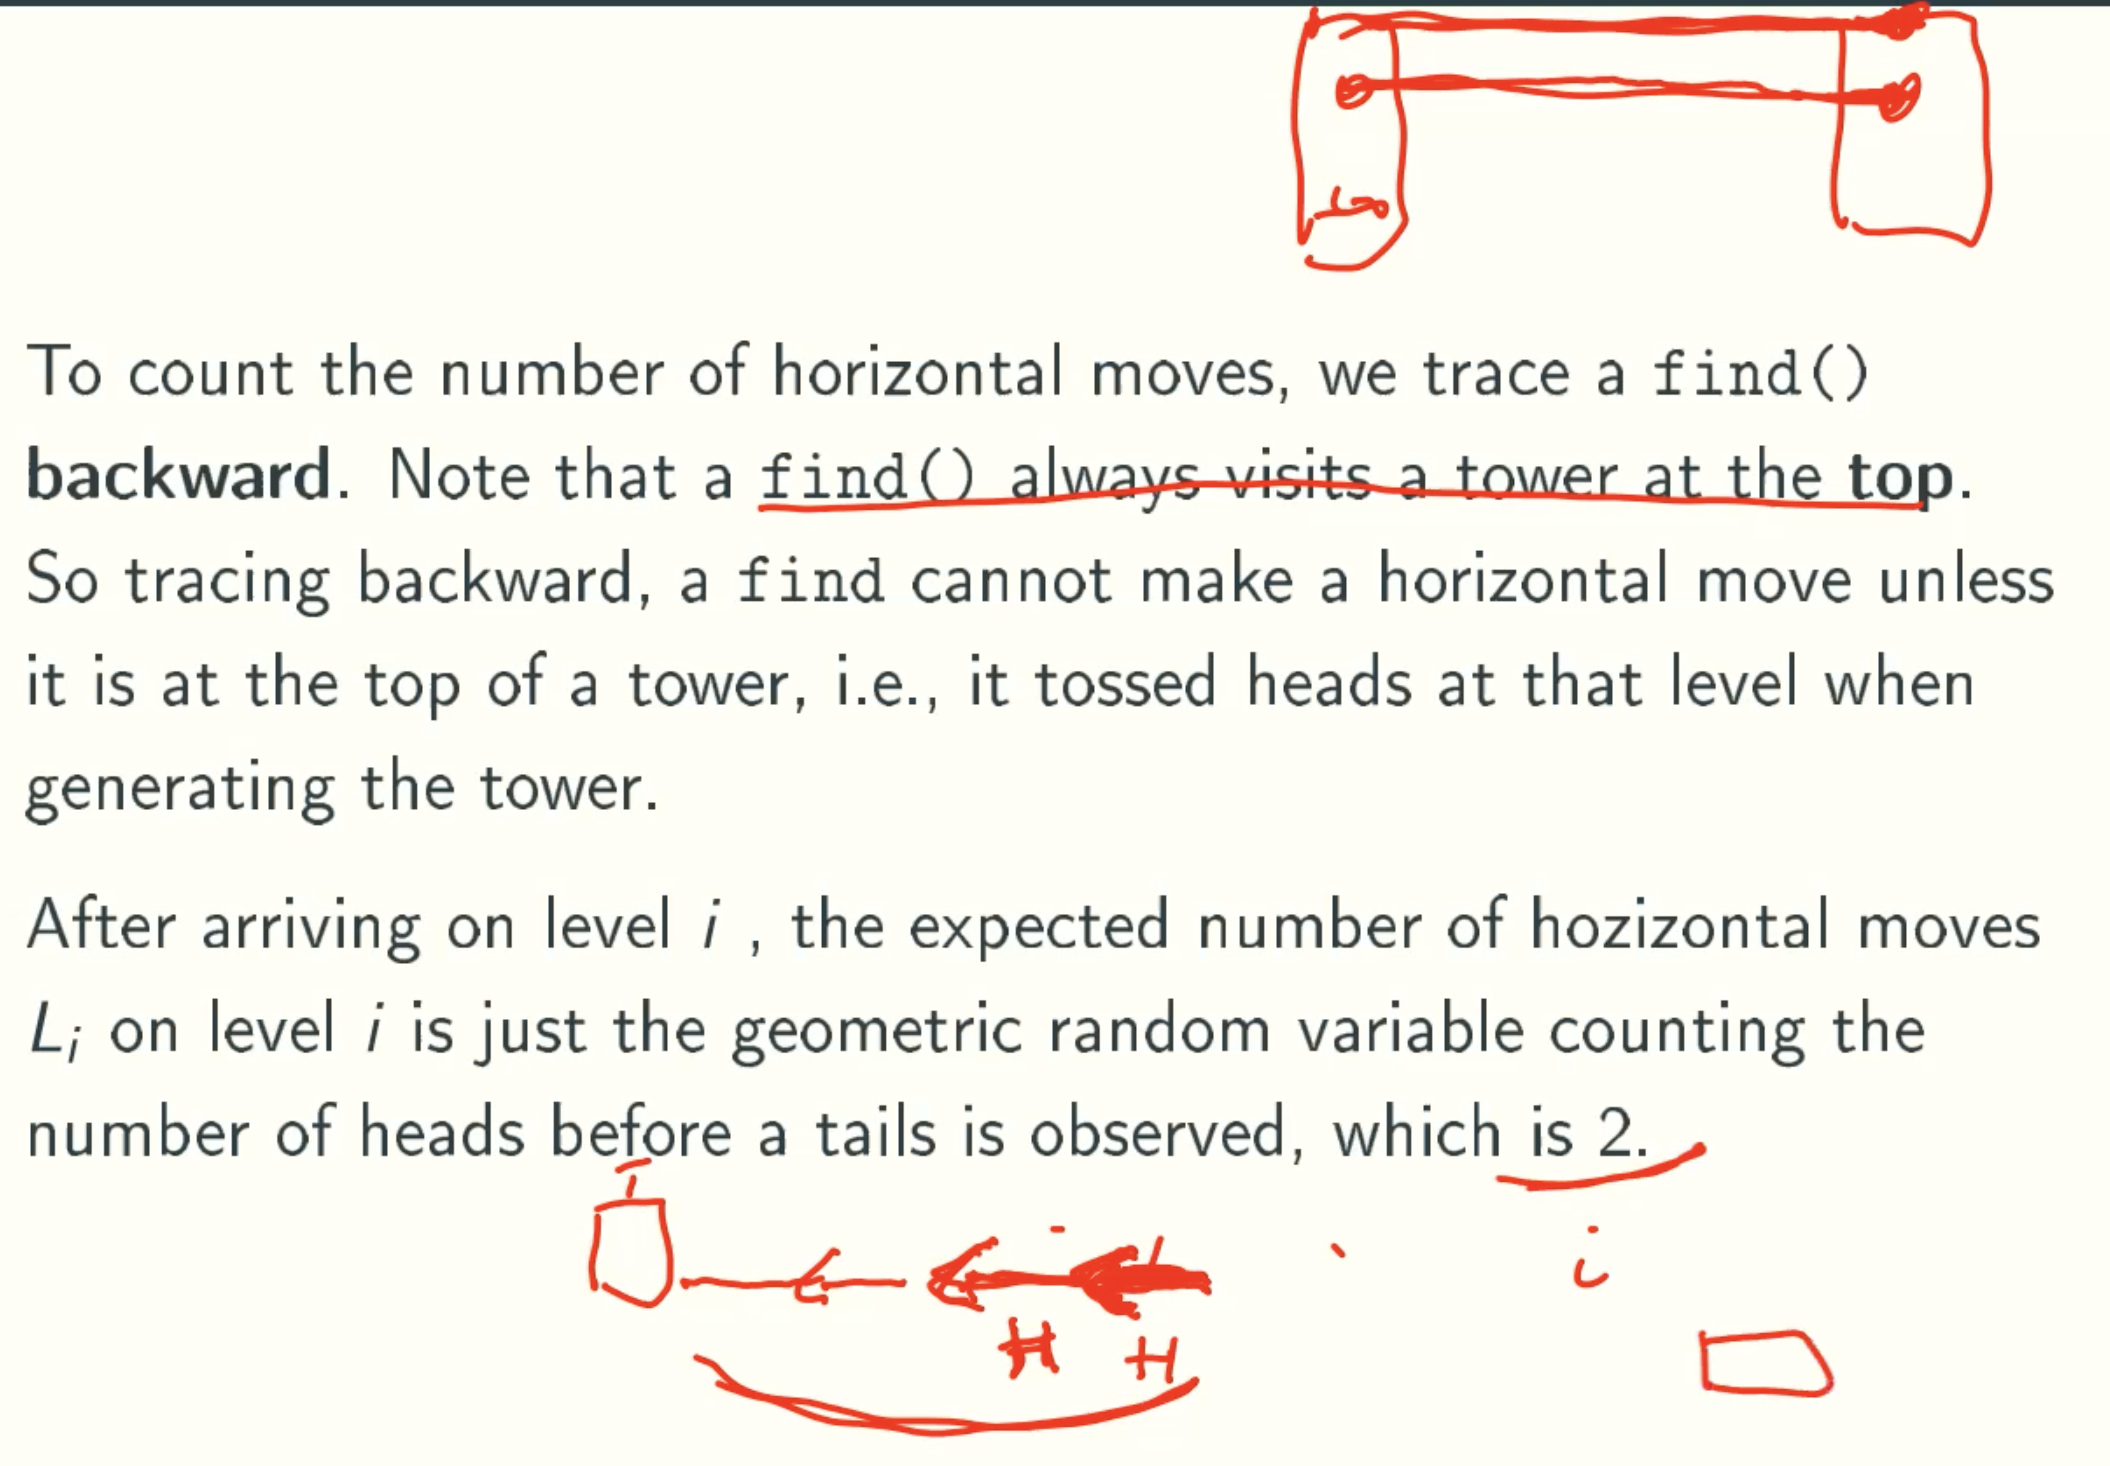 To count the number of horizontal moves, we trace a find()
backward. Note that a find() always visits a tower at the top.
So tracing backward, a find cannot make a horizontal move unless
it is at the top of a tower, i.e., it tossed heads at that level when
generating the tower.
After arriving on level i , the expected number of hozizontal moves
Li on level i is just the geometric random variable counting the
number of heads before a tails is observed, which is 2.
i
H H